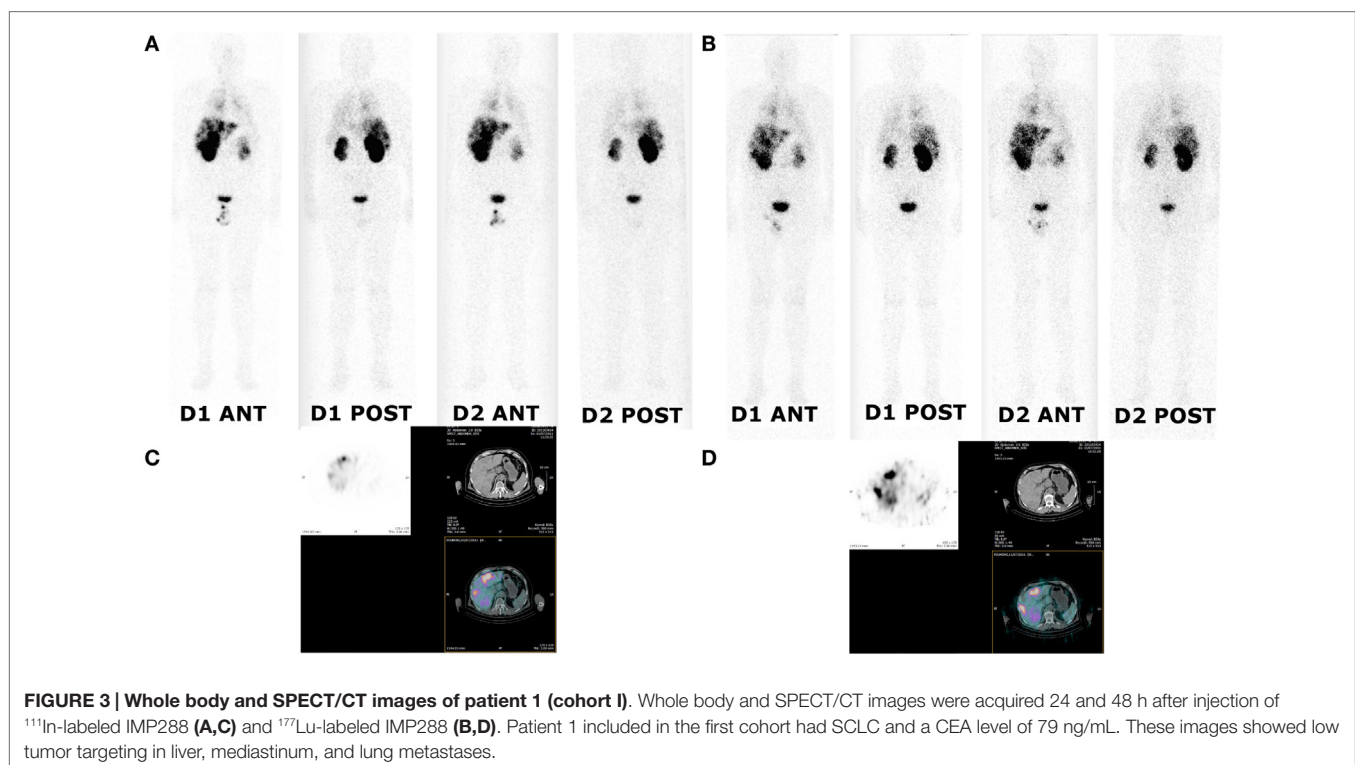 A
B
D1 ANT
D1 POST
D2 ANT
D2 POST
D1 ANT
D1 POST
D2 ANT
D2 POST
C
D
FIGURE 3 | Whole body and SPECT/CT images of patient 1 (cohort I). Whole body and SPECT/CT images were acquired 24 and 48 h after injection of
¹¹¹In-labeled IMP288 (A,C) and ¹⁷⁷Lu-labeled IMP288 (B,D). Patient 1 included in the first cohort had SCLC and a CEA level of 79 ng/mL. These images showed low
tumor targeting in liver, mediastinum, and lung metastases.